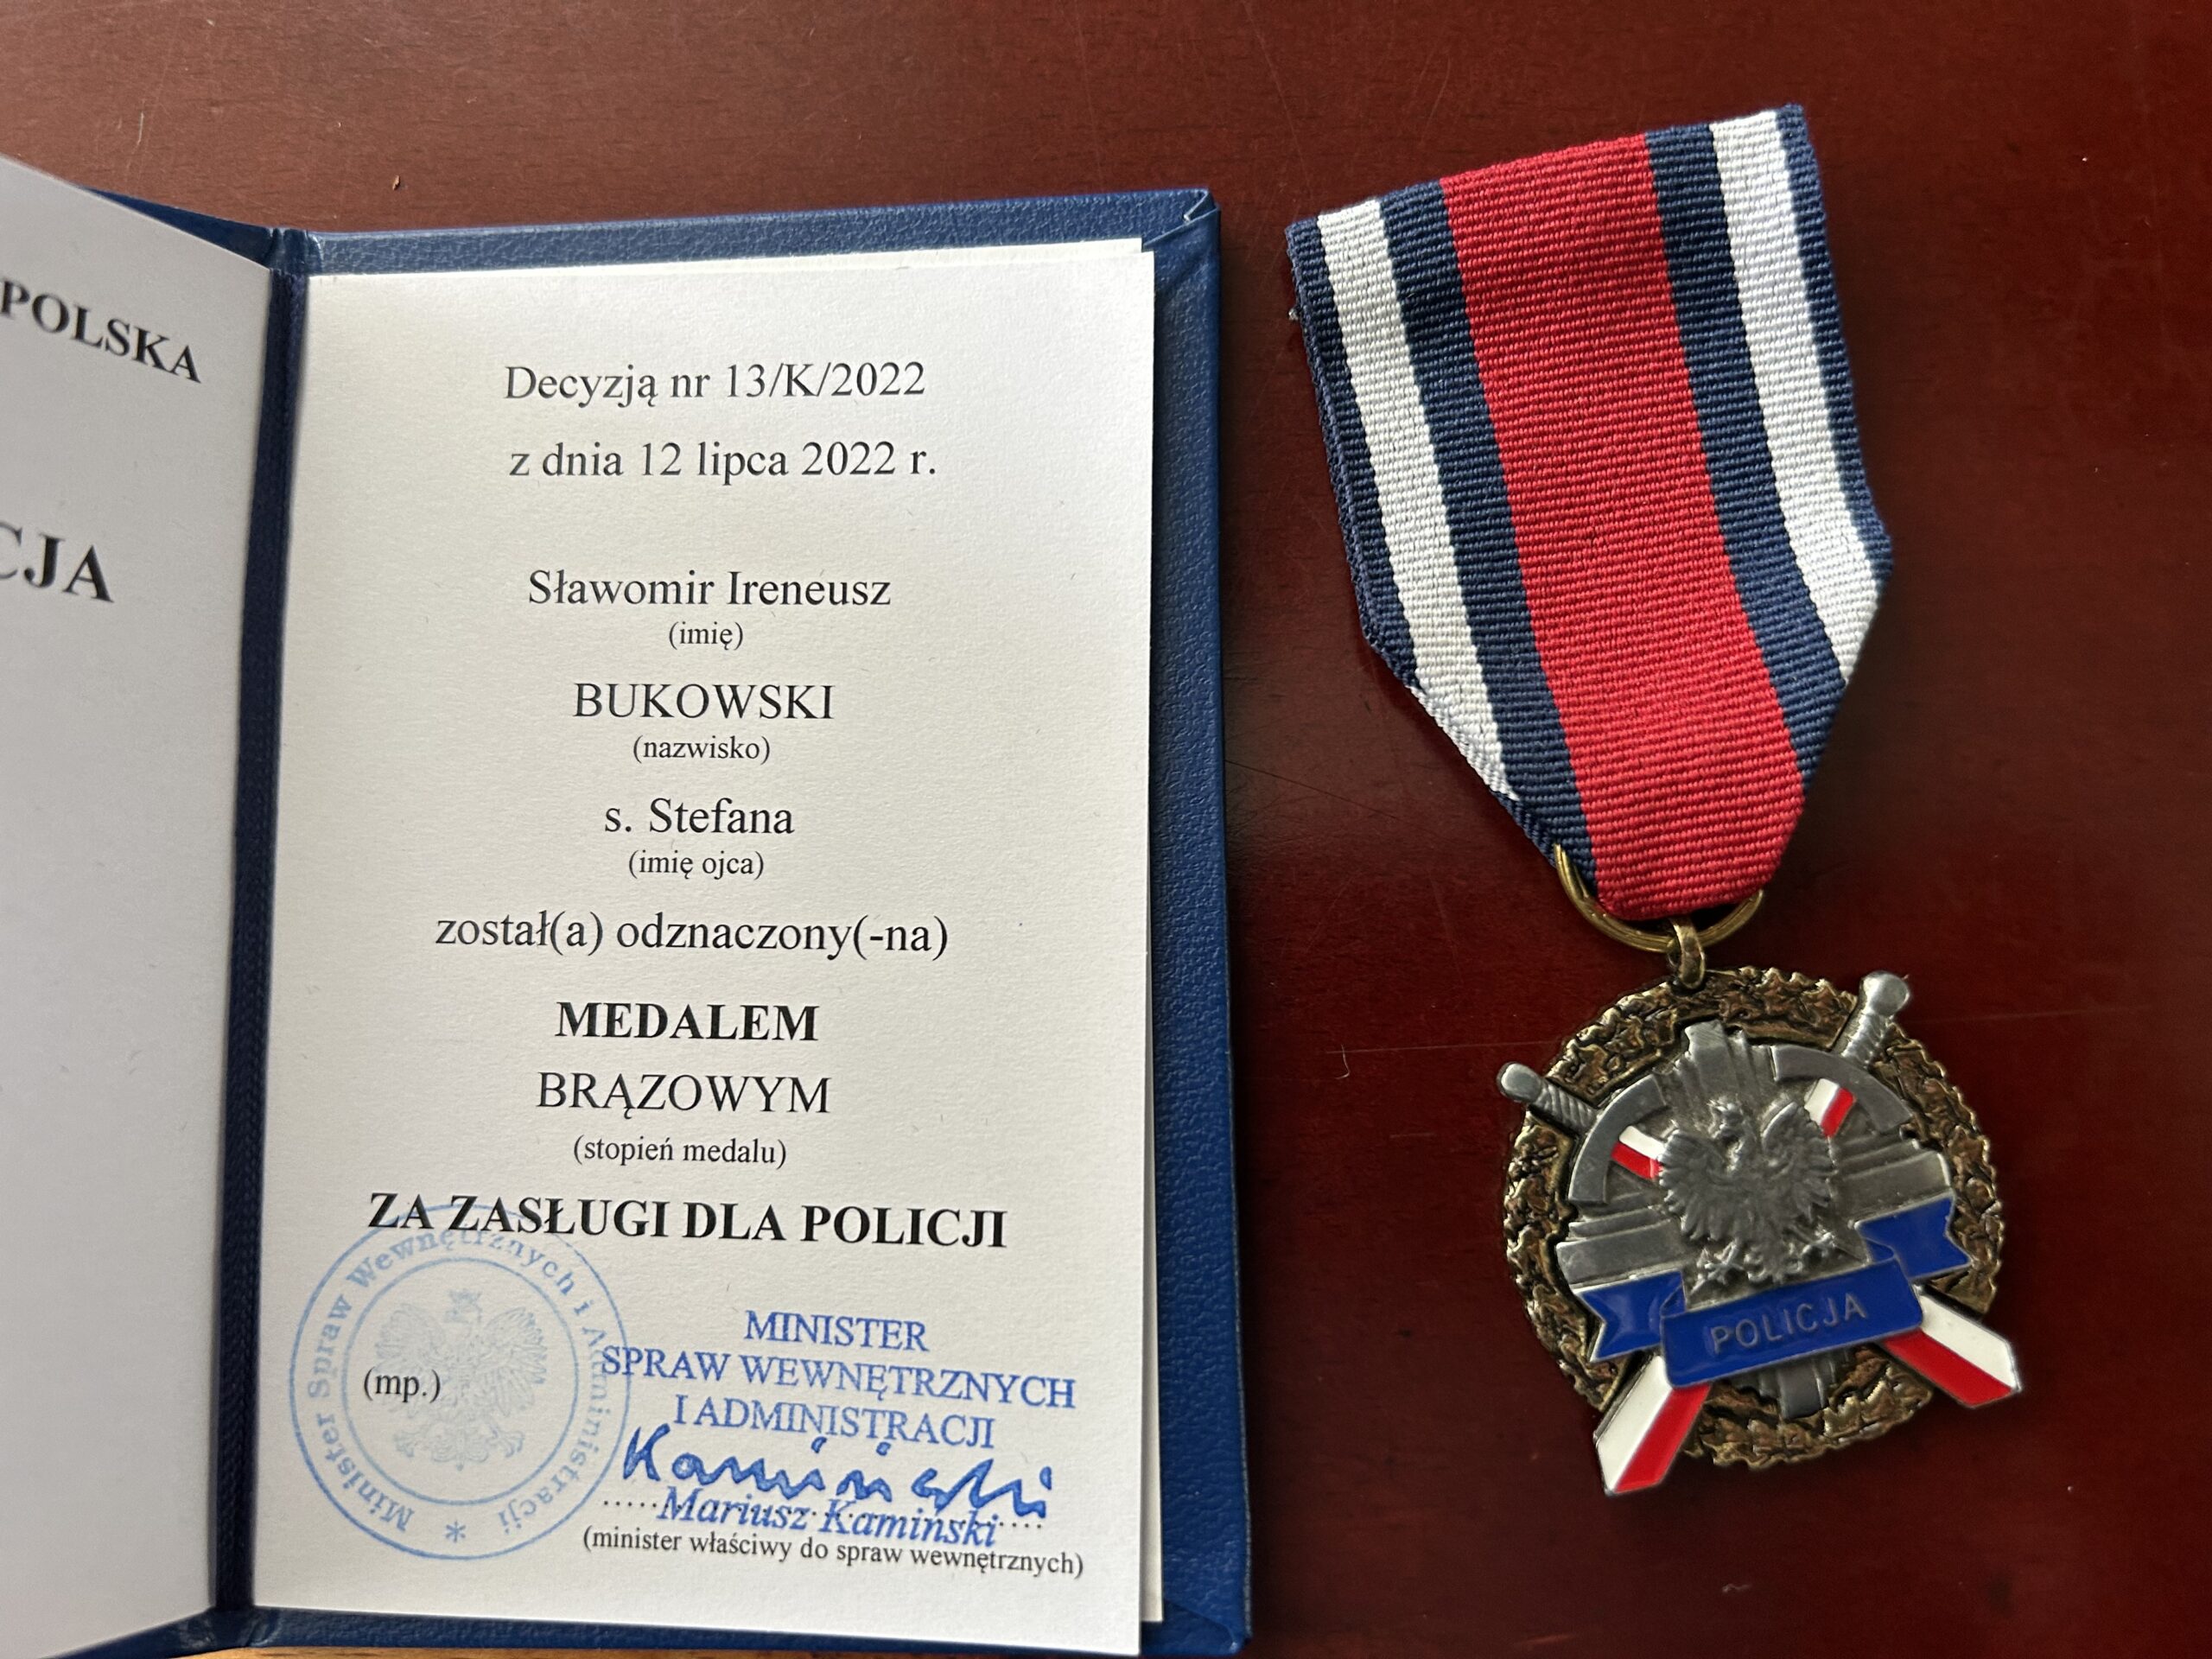 POLSKA
CJA
Decyzją nr 13/K/2022
z dnia 12 lipca 2022 r.
Sławomir Ireneusz
(imię)
BUKOWSKI
(nazwisko)
s. Stefana
(imię ojca)
został(a) odznaczony(-na)
MEDALEM
BRĄZOWYM
(stopień medalu)
ZA ZASŁUGI DLA POLICJI
Minister Spraw Wewnętrznych i Administracji *
(mp.)
MINISTER
SPRAW WEWNĘTRZNYCH
I ADMINISTRACJI
Kamiński
Mariusz Kamiński
(minister właściwy do spraw wewnętrznych)
POLICJA